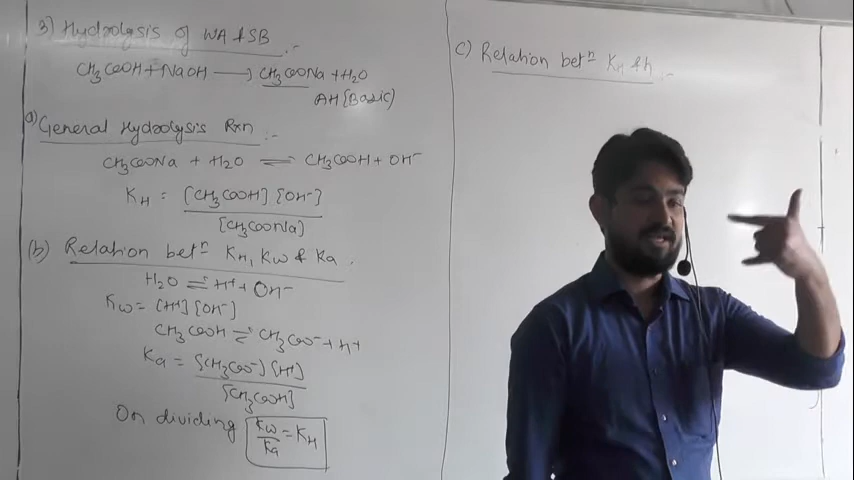 3) Hydrolysis of WA & SB :-
CH3COOH + NaOH ⟶ CH3COONa + H2O
AH (Basic)
a) General Hydrolysis Rxn :-
CH3COONa + H2O ⇌ CH3COOH + OH⁻
KH = [CH3COOH] [OH⁻] / [CH3COONa]
(b) Relation betⁿ KH, Kw & Ka .
H2O ⇌ H⁺ + OH⁻
Kw = [H⁺] [OH⁻]
CH3COOH ⇌ CH3COO⁻ + H⁺
Ka = [CH3COO⁻] [H⁺] / [CH3COOH]
On dividing Kw/Ka = KH
c) Relation betⁿ KH & h :-